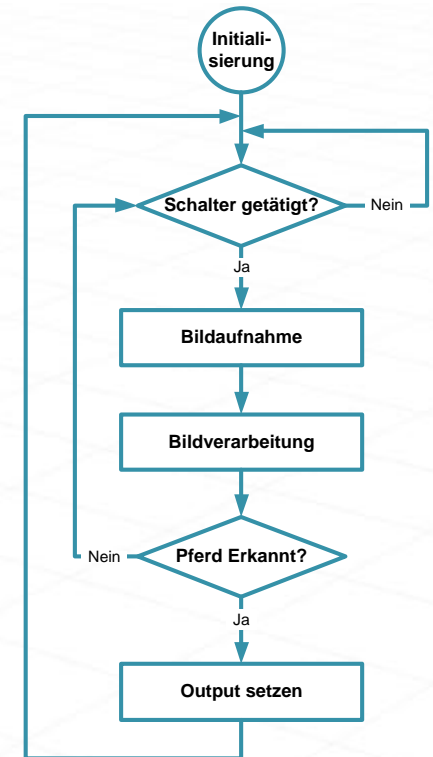 Initiali-
sierung
Schalter getätigt?
Nein
Ja
Bildaufnahme
Bildverarbeitung
Nein
Pferd Erkannt?
Ja
Output setzen